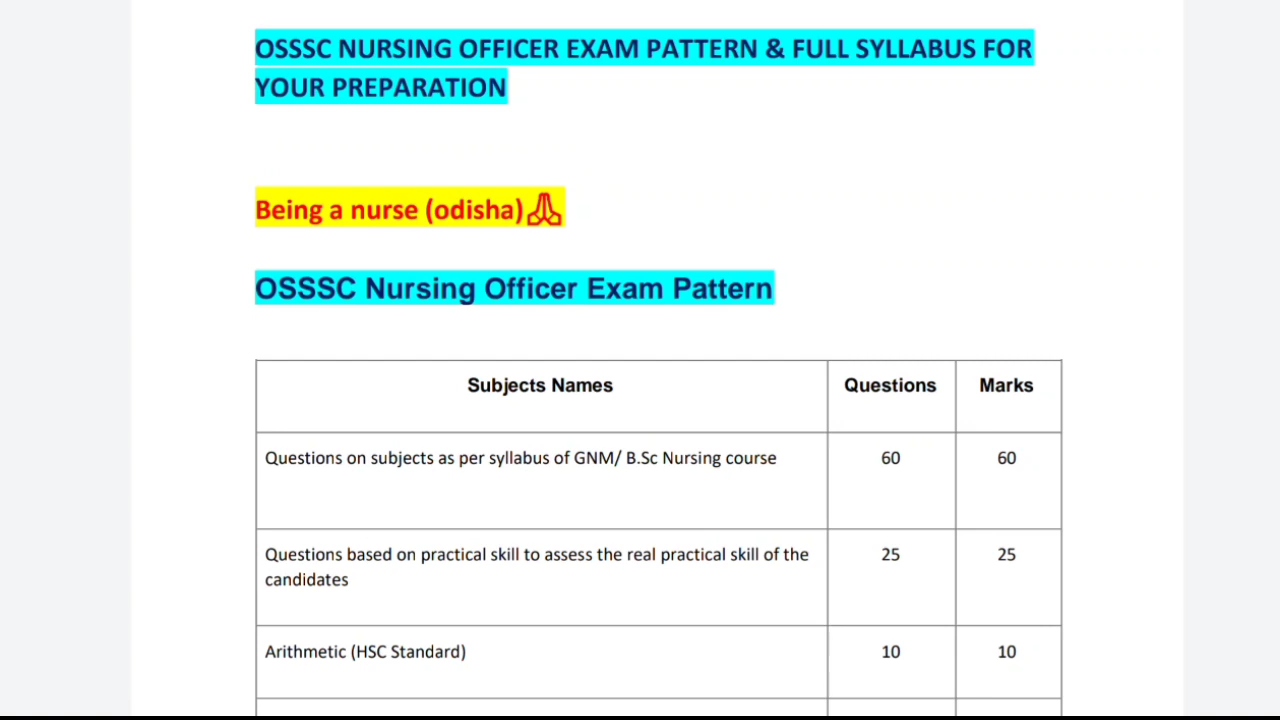 OSSSC NURSING OFFICER EXAM PATTERN & FULL SYLLABUS FOR
YOUR PREPARATION
Being a nurse (odisha)🙏
OSSSC Nursing Officer Exam Pattern
Subjects Names Questions Marks
Questions on subjects as per syllabus of GNM/ B.Sc Nursing course 60 60
Questions based on practical skill to assess the real practical skill of the 25 25
candidates
Arithmetic (HSC Standard) 10 10